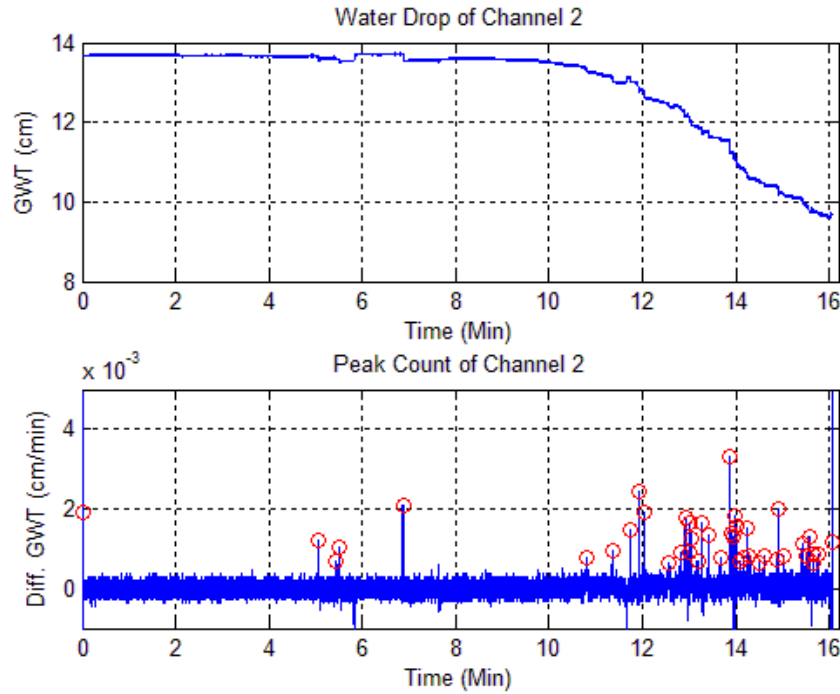 Water Drop of Channel 2
14
12
10
8
GWT (cm)
0 2 4 6 8 10 12 14 16
Time (Min)
x 10^-3
Peak Count of Channel 2
4
2
0
Diff. GWT (cm/min)
0 2 4 6 8 10 12 14 16
Time (Min)